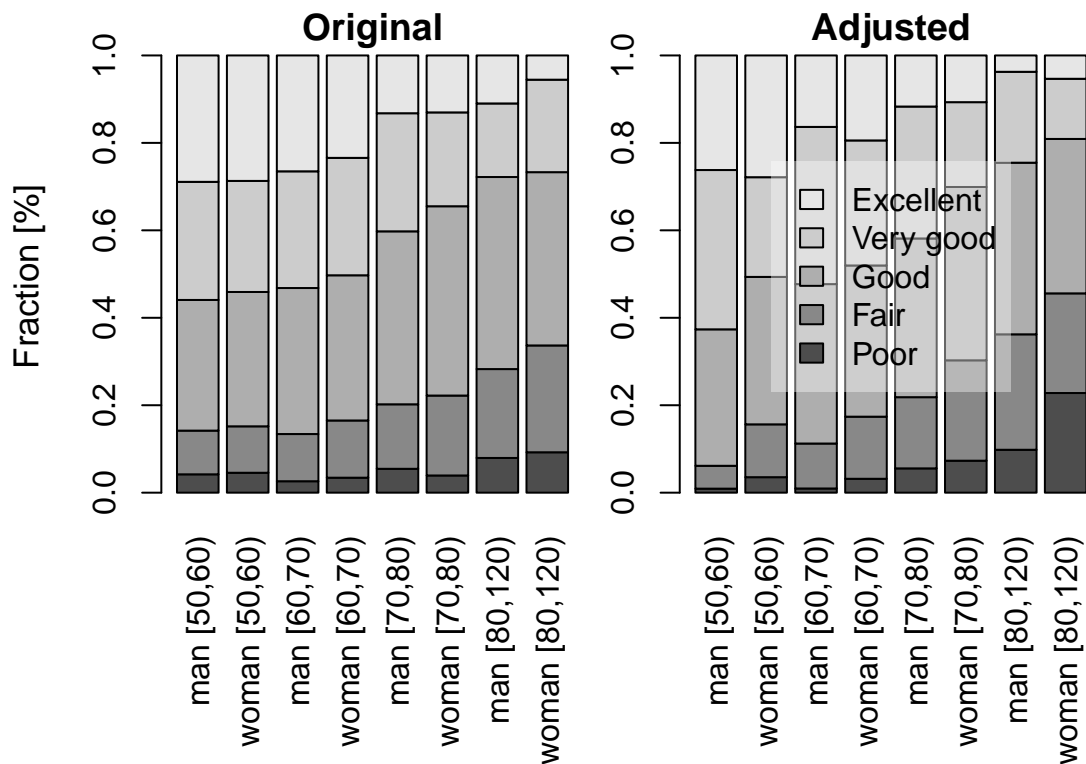 Original
Fraction [%]
1.0
0.8
0.6
0.4
0.2
0.0
man [50,60)
woman [50,60)
man [60,70)
woman [60,70)
man [70,80)
woman [70,80)
man [80,120)
woman [80,120)
Adjusted
1.0
0.8
0.6
0.4
0.2
0.0
Excellent
Very good
Good
Fair
Poor
man [50,60)
woman [50,60)
man [60,70)
woman [60,70)
man [70,80)
woman [70,80)
man [80,120)
woman [80,120)